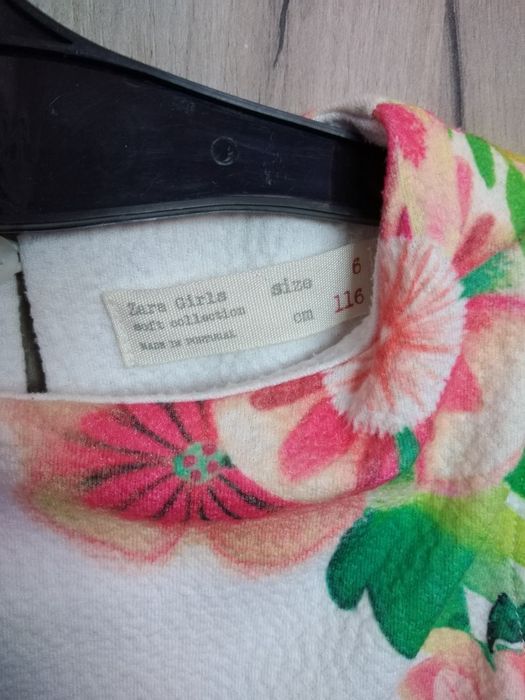 Zara Girls size 6
soft collection cm 116
MADE IN PORTUGAL